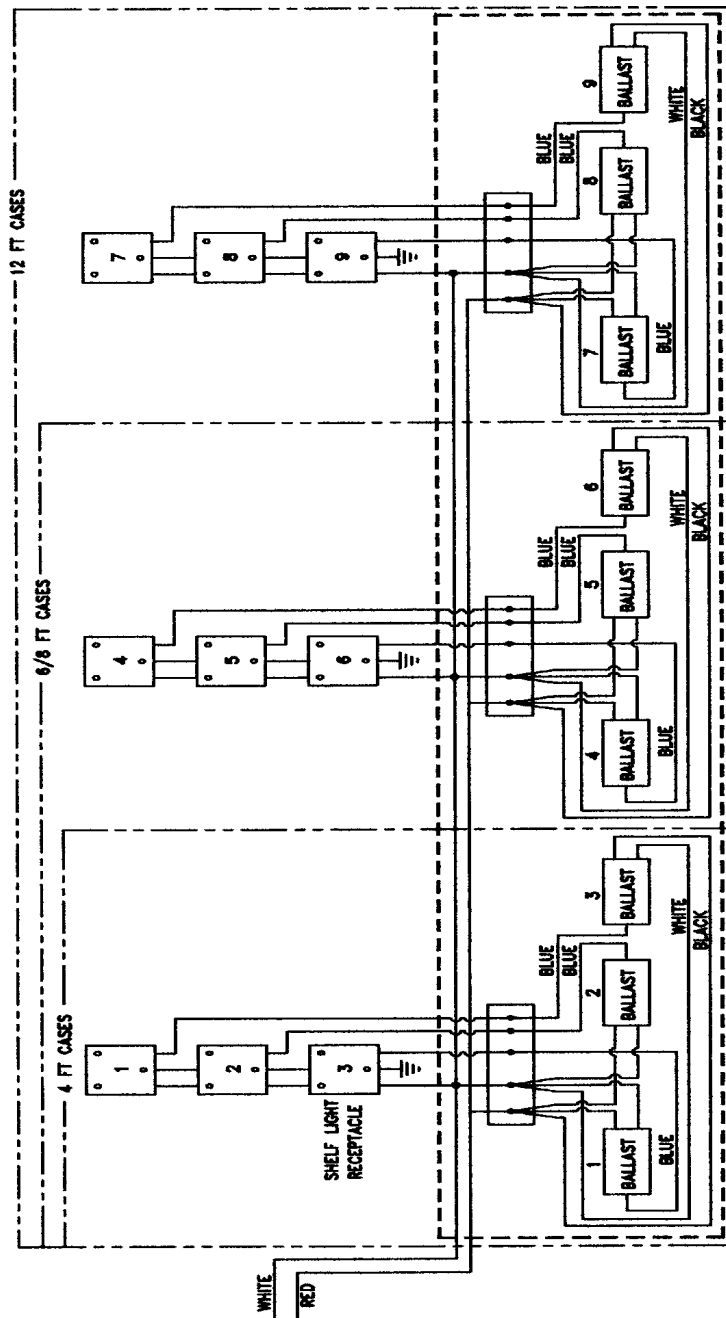 12 FT CASES
6/8 FT CASES
4 FT CASES
1
2
3
SHELF LIGHT
RECEPTACLE
4
5
6
7
8
9
WHITE
RED
1
BALLAST
2
BALLAST
3
BALLAST
BLUE
BLUE
BLUE
WHITE
BLACK
4
BALLAST
5
BALLAST
6
BALLAST
BLUE
BLUE
BLUE
WHITE
BLACK
7
BALLAST
8
BALLAST
9
BALLAST
BLUE
BLUE
BLUE
WHITE
BLACK